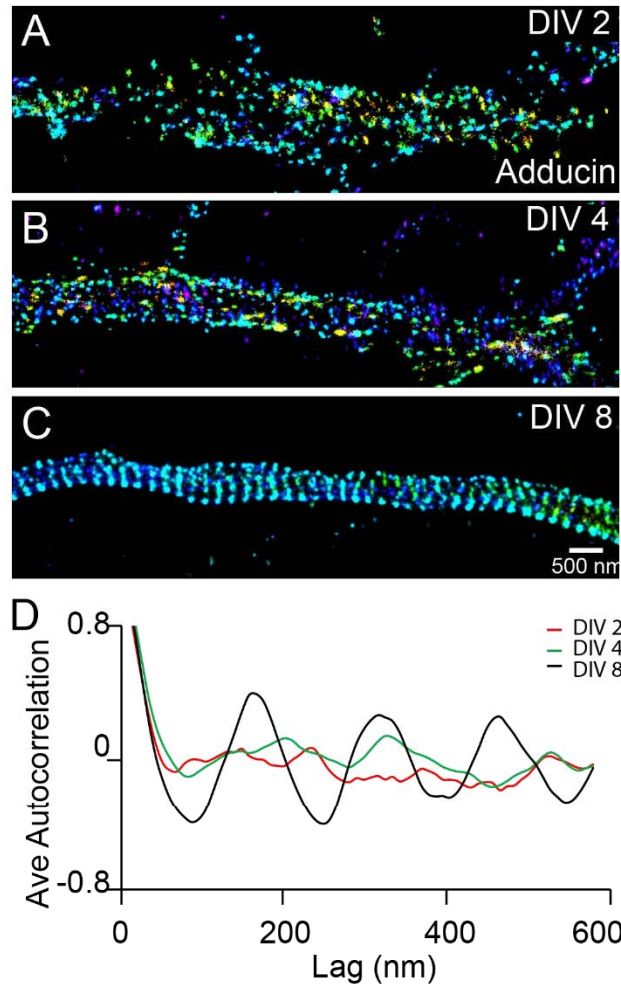 A
DIV 2
Adducin
B
DIV 4
C
DIV 8
500 nm
D
0.8
0
-0.8
Ave Autocorrelation
DIV 2
DIV 4
DIV 8
0
200
400
600
Lag (nm)